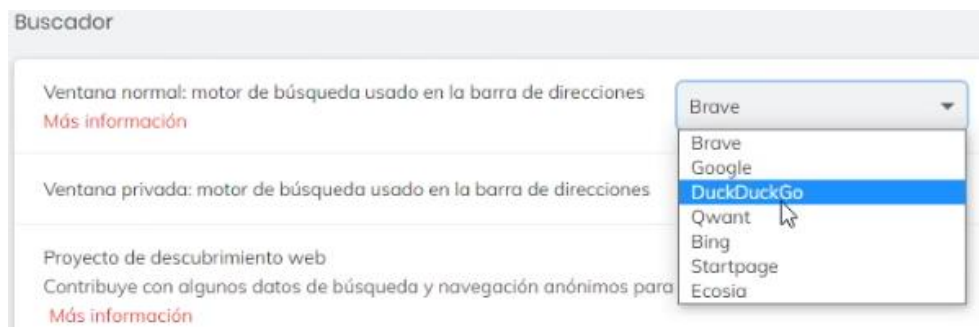 Buscador
Ventana normal: motor de búsqueda usado en la barra de direcciones
Más información
Brave
Brave
Google
DuckDuckGo
Qwant
Bing
Startpage
Ecosia
Ventana privada: motor de búsqueda usado en la barra de direcciones
Proyecto de descubrimiento web
Contribuye con algunos datos de búsqueda y navegación anónimos para
Más información